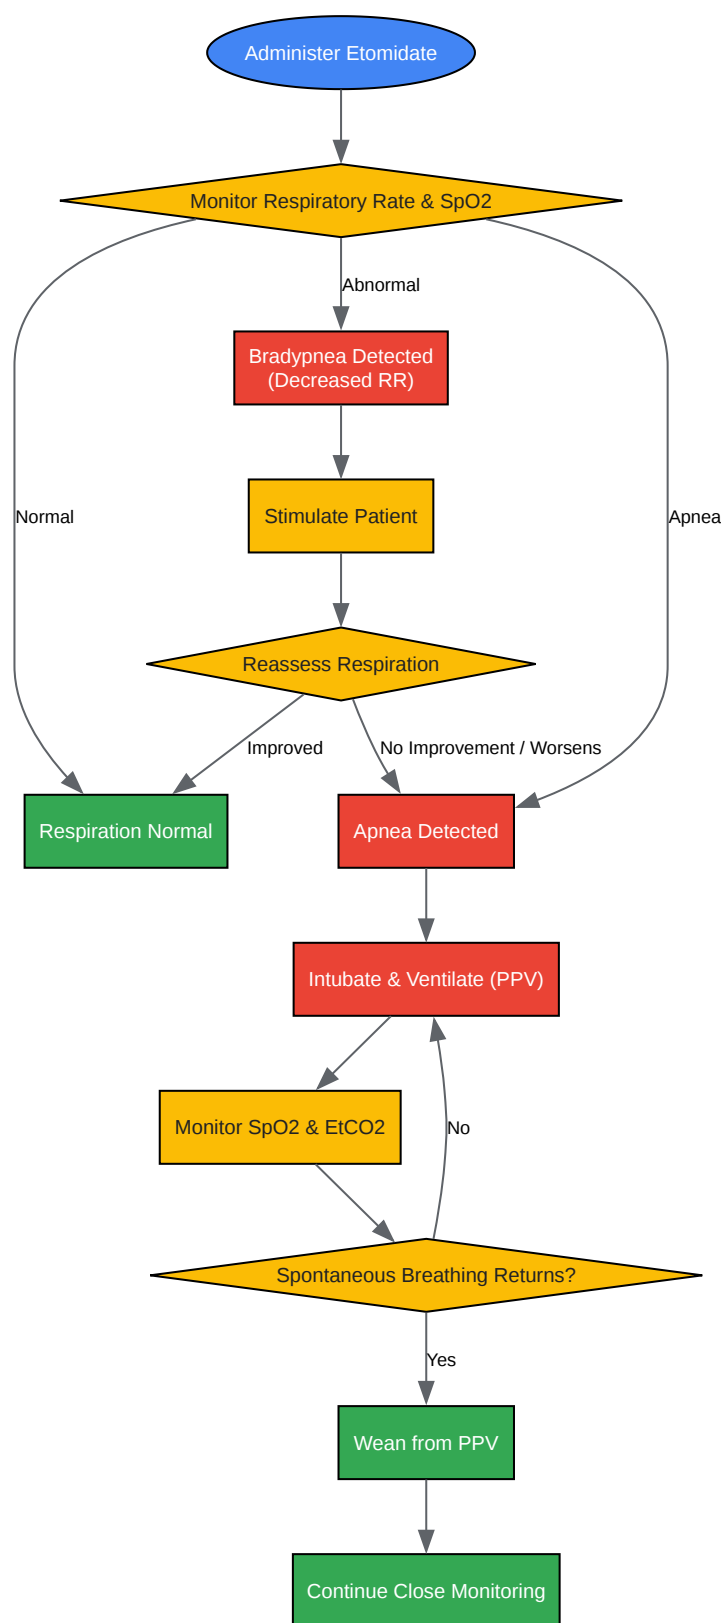 Administer Etomidate
Monitor Respiratory Rate & SpO2
Abnormal
Bradypnea Detected
(Decreased RR)
Normal
Stimulate Patient
Apnea
Reassess Respiration
Improved
No Improvement / Worsens
Respiration Normal
Apnea Detected
Intubate & Ventilate (PPV)
Monitor SpO2 & EtCO2
No
Spontaneous Breathing Returns?
Yes
Wean from PPV
Continue Close Monitoring